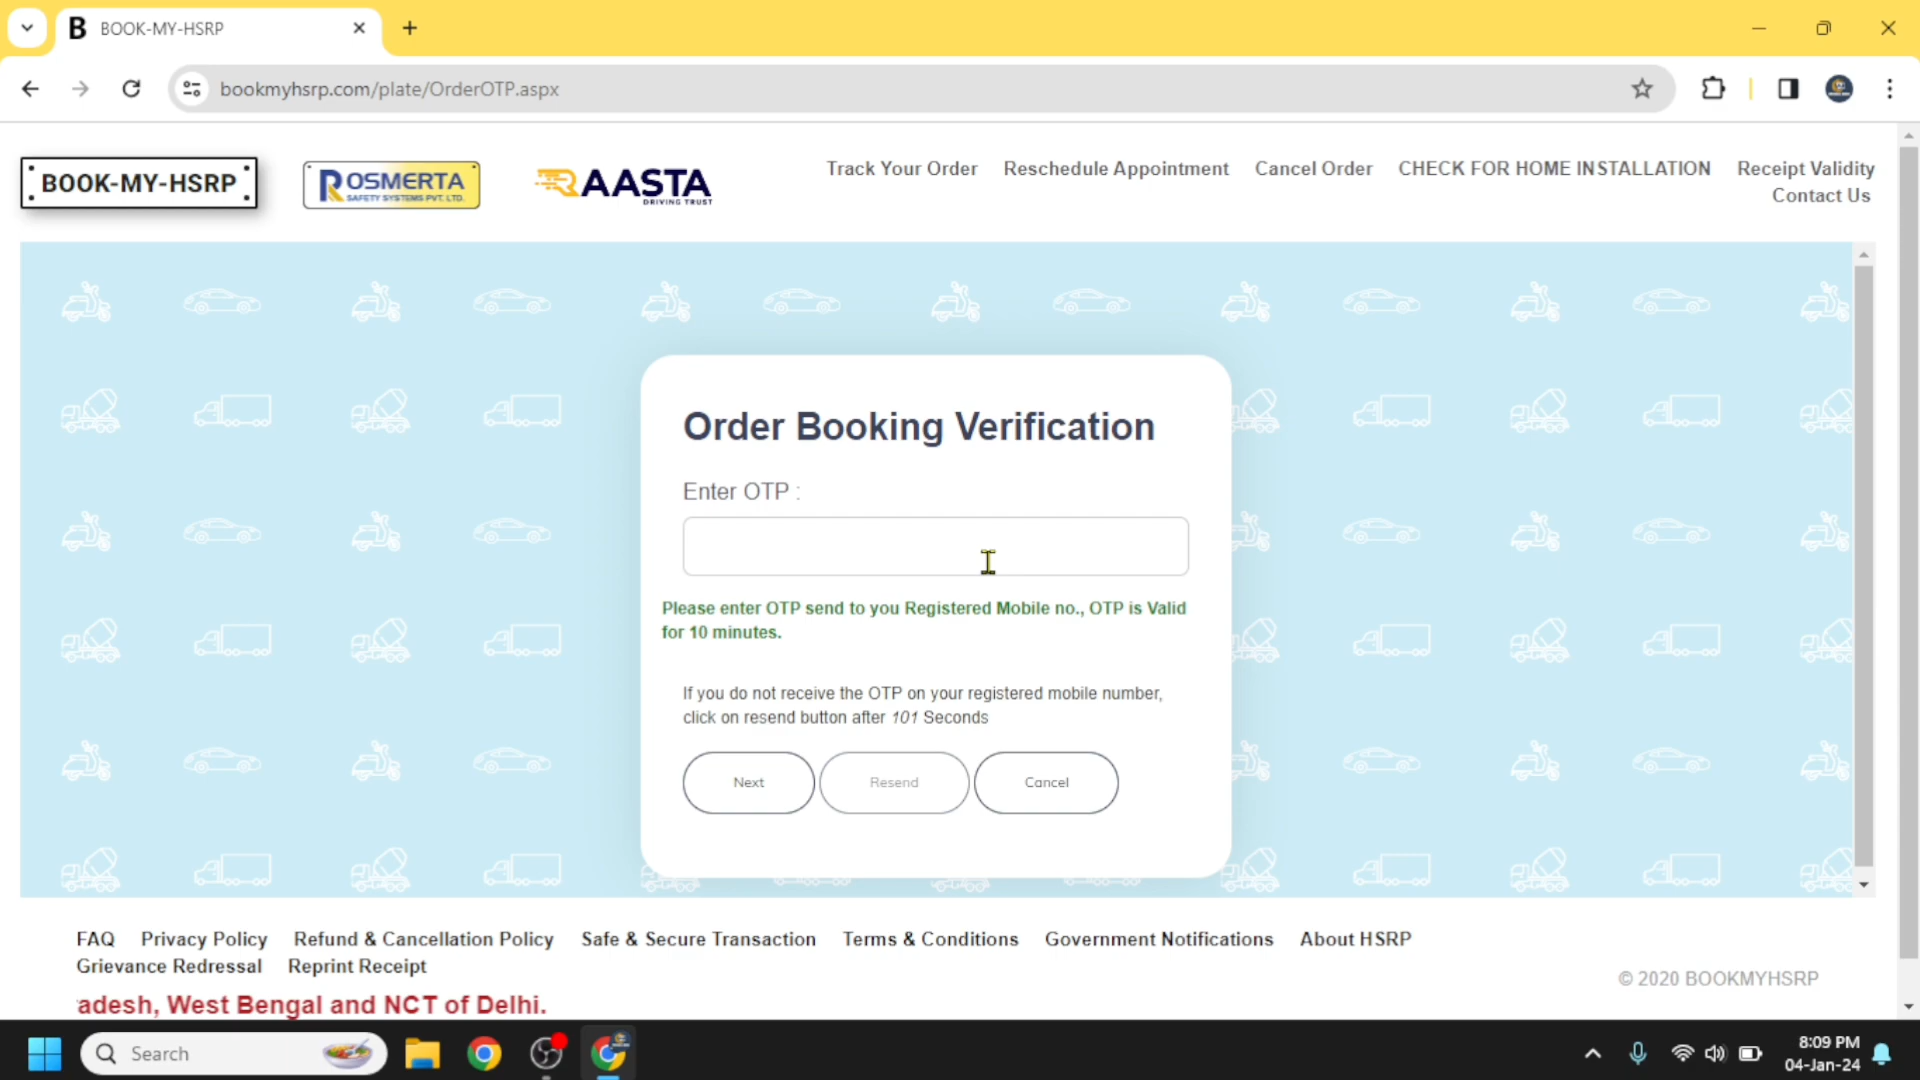 BOOK-MY-HSRP
bookmyhsrp.com/plate/OrderOTP.aspx
BOOK-MY-HSRP
ROSMERTA
SAFETY SYSTEMS PVT. LTD.
RAASTA
DRIVING TRUST
Track Your Order Reschedule Appointment Cancel Order CHECK FOR HOME INSTALLATION Receipt Validity
Contact Us
Order Booking Verification
Enter OTP :
Please enter OTP send to you Registered Mobile no., OTP is Valid
for 10 minutes.
If you do not receive the OTP on your registered mobile number,
click on resend button after 101 Seconds
Next Resend Cancel
FAQ Privacy Policy Refund & Cancellation Policy Safe & Secure Transaction Terms & Conditions Government Notifications About HSRP
Grievance Redressal Reprint Receipt
© 2020 BOOKMYHSRP
adesh, West Bengal and NCT of Delhi.
Search
8:09 PM
04-Jan-24